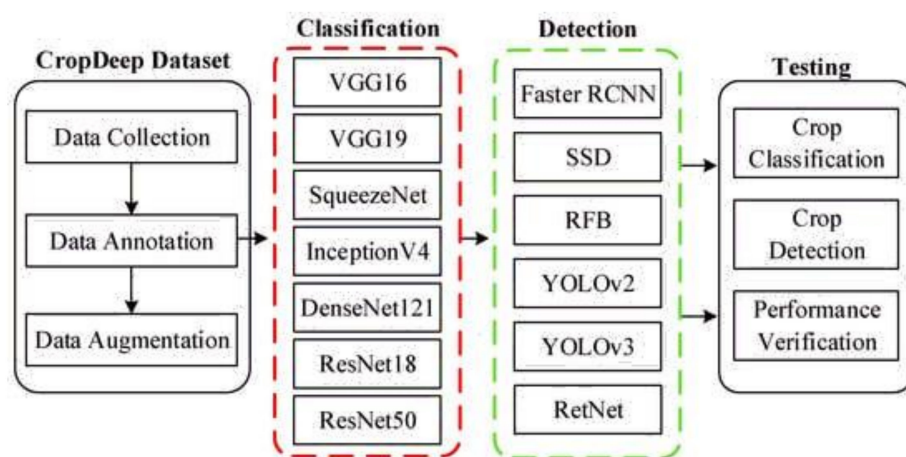 CropDeep Dataset
Data Collection
Data Annotation
Data Augmentation
Classification
VGG16
VGG19
SqueezeNet
InceptionV4
DenseNet121
ResNet18
ResNet50
Detection
Faster RCNN
SSD
RFB
YOLOv2
YOLOv3
RetNet
Testing
Crop
Classification
Crop
Detection
Performance
Verification